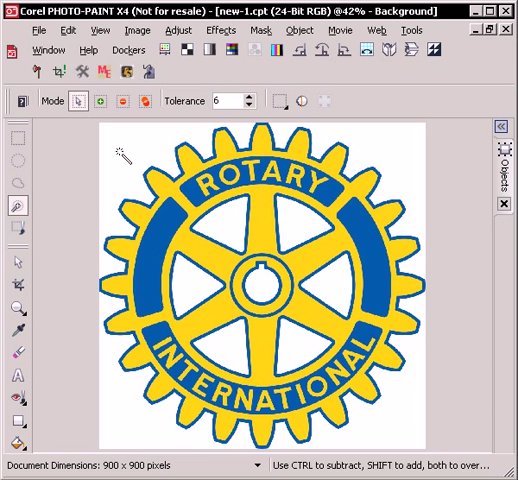 Corel PHOTO-PAINT X4 (Not for resale) - [new-1.cpt (24-Bit RGB) @42% - Background]
File Edit View Image Adjust Effects Mask Object Movie Web Tools
Window Help Dockers
ME
Mode Tolerance 6
Objects
ROTARY
INTERNATIONAL
A
Document Dimensions: 900 x 900 pixels Use CTRL to subtract, SHIFT to add, both to over...